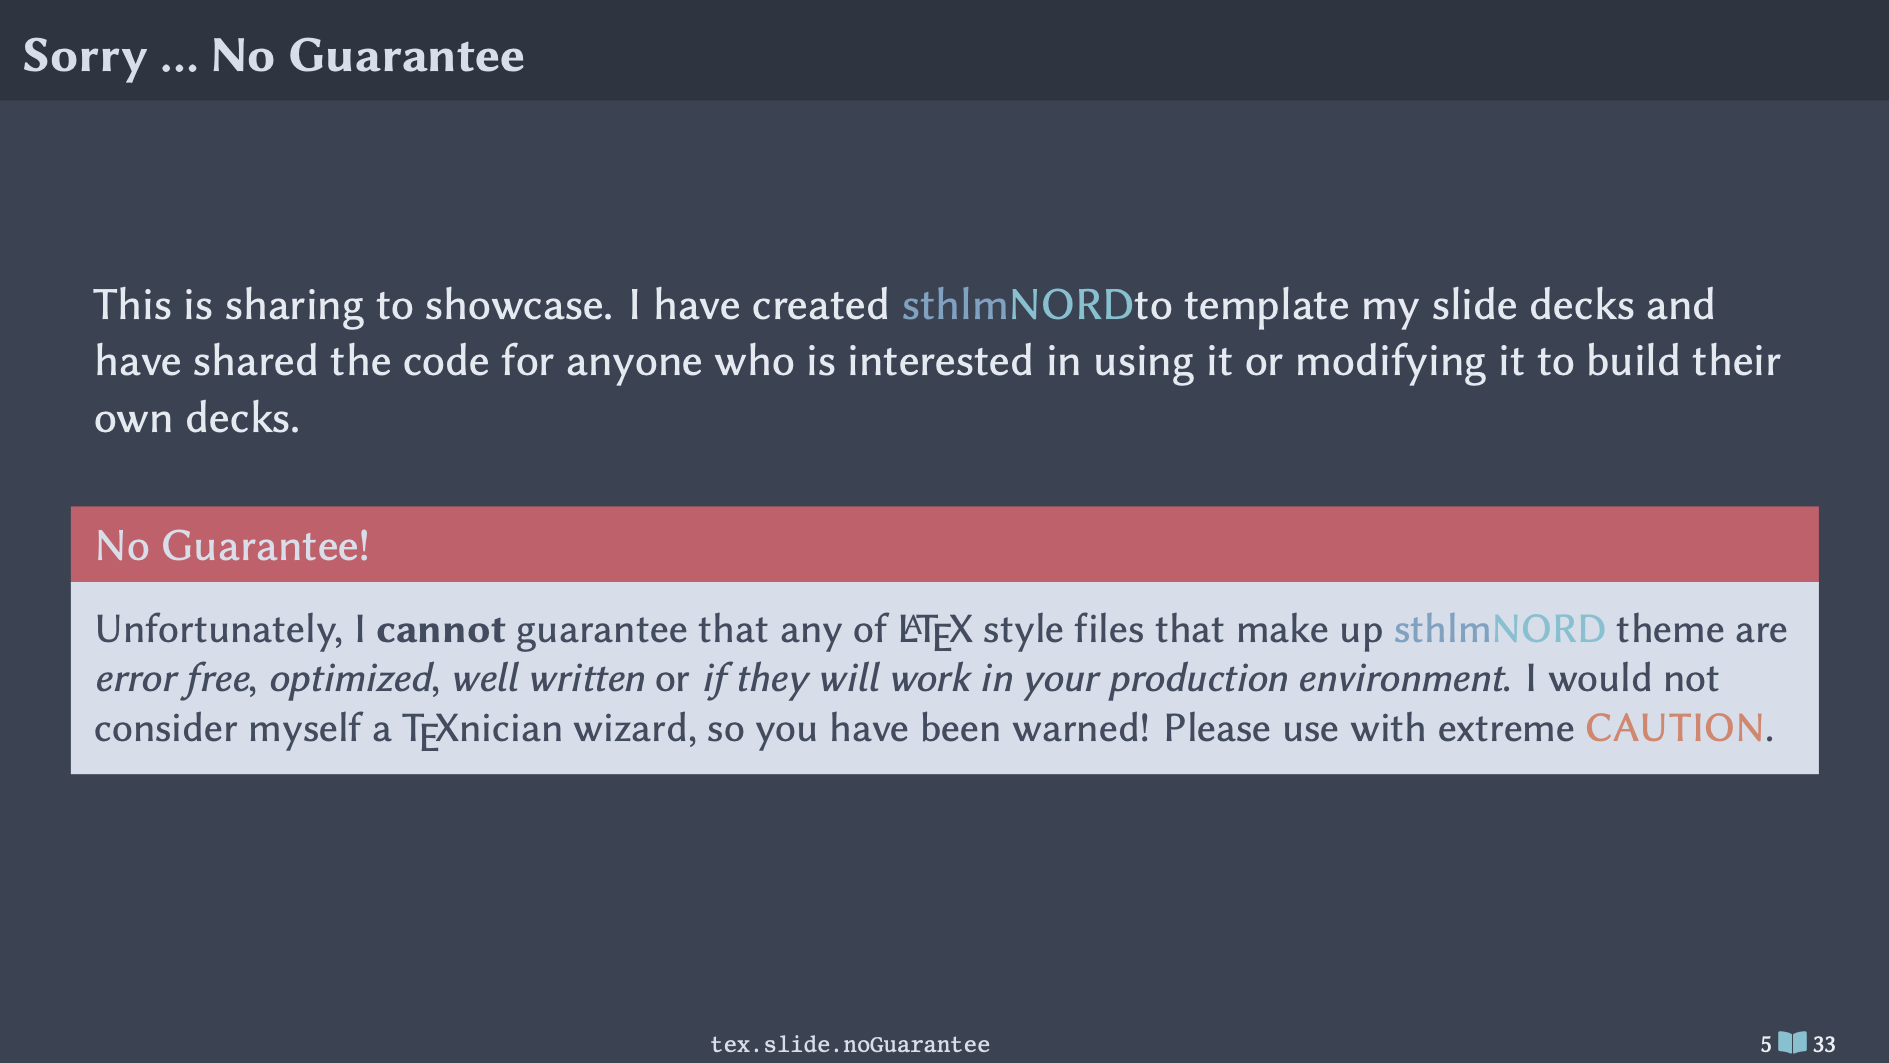 Sorry ... No Guarantee
This is sharing to showcase. I have created sthlmNORDto template my slide decks and
have shared the code for anyone who is interested in using it or modifying it to build their
own decks.
No Guarantee!
Unfortunately, I cannot guarantee that any of LATEX style files that make up sthlmNORD theme are
error free, optimized, well written or if they will work in your production environment. I would not
consider myself a TEXnician wizard, so you have been warned! Please use with extreme CAUTION.
tex.slide.noGuarantee
5 33